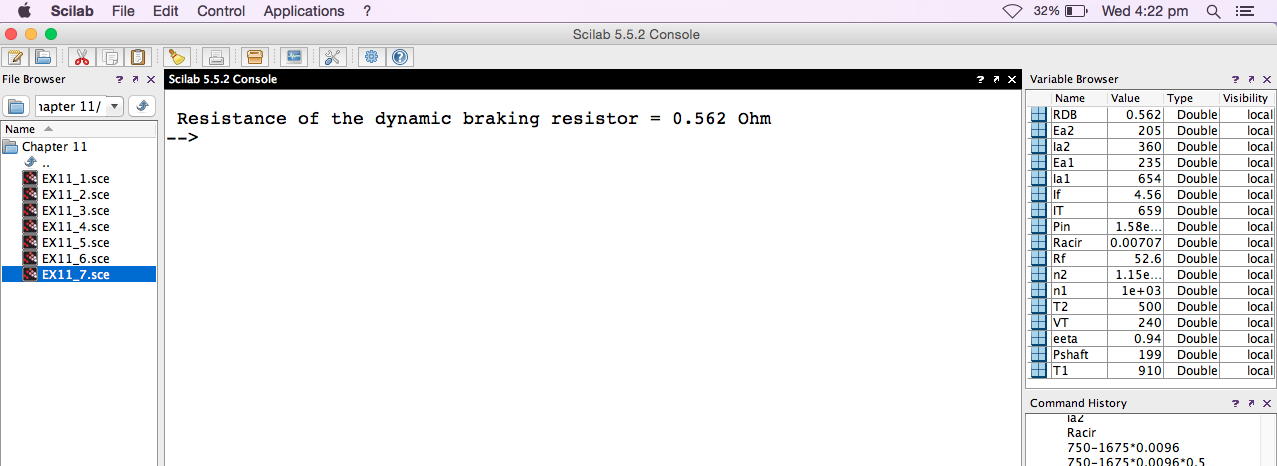 Scilab File Edit Control Applications ? 32% Wed 4:22 pm
Scilab 5.5.2 Console
File Browser ? Scilab 5.5.2 Console ? Variable Browser ?
hapter 11/
Name
Chapter 11
..
EX11_1.sce
EX11_2.sce
EX11_3.sce
EX11_4.sce
EX11_5.sce
EX11_6.sce
EX11_7.sce
Resistance of the dynamic braking resistor = 0.562 Ohm
-->
Name Value Type Visibility
RDB 0.562 Double local
Ea2 205 Double local
Ia2 360 Double local
Ea1 235 Double local
Ia1 654 Double local
If 4.56 Double local
IT 659 Double local
Pin 1.58e... Double local
Racir 0.00707 Double local
Rf 52.6 Double local
n2 1.15e... Double local
n1 1e+03 Double local
T2 500 Double local
VT 240 Double local
eeta 0.94 Double local
Pshaft 199 Double local
T1 910 Double local
Command History ?
Ia2
Racir
750-1675*0.0096
750-1675*0.0096*0.5